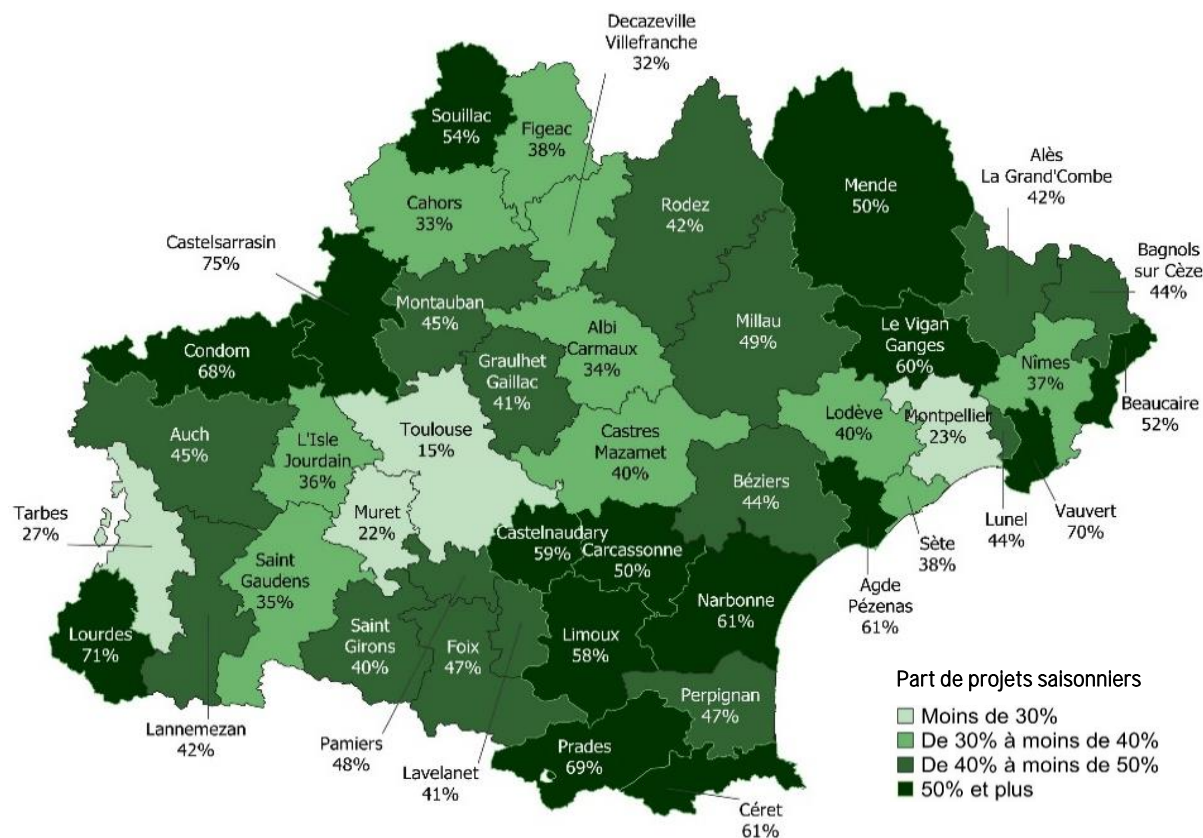 Decazeville
Villefranche
32%
Souillac
54%
Figeac
38%
Cahors
33%
Rodez
42%
Mende
50%
Alès
La Grand'Combe
42%
Castelsarrasin
75%
Bagnols
sur Cèze
44%
Montauban
45%
Albi
Carmaux
34%
Millau
49%
Le Vigan
Ganges
60%
Nîmes
37%
Condom
68%
Graulhet
Gaillac
41%
Beaucaire
52%
Auch
45%
L'Isle
Jourdain
36%
Toulouse
15%
Castres
Mazamet
40%
Lodève
40%
Montpellier
23%
Béziers
44%
Tarbes
27%
Muret
22%
Vauvert
70%
Lunel
44%
Castelnaudary
59%
Carcassonne
50%
Sète
38%
Saint
Gaudens
35%
Agde
Pézenas
61%
Narbonne
61%
Lourdes
71%
Saint
Girons
40%
Foix
47%
Limoux
58%
Perpignan
47%
Lannemezan
42%
Pamiers
48%
Lavelanet
41%
Prades
69%
Céret
61%
Part de projets saisonniers
Moins de 30%
De 30% à moins de 40%
De 40% à moins de 50%
50% et plus